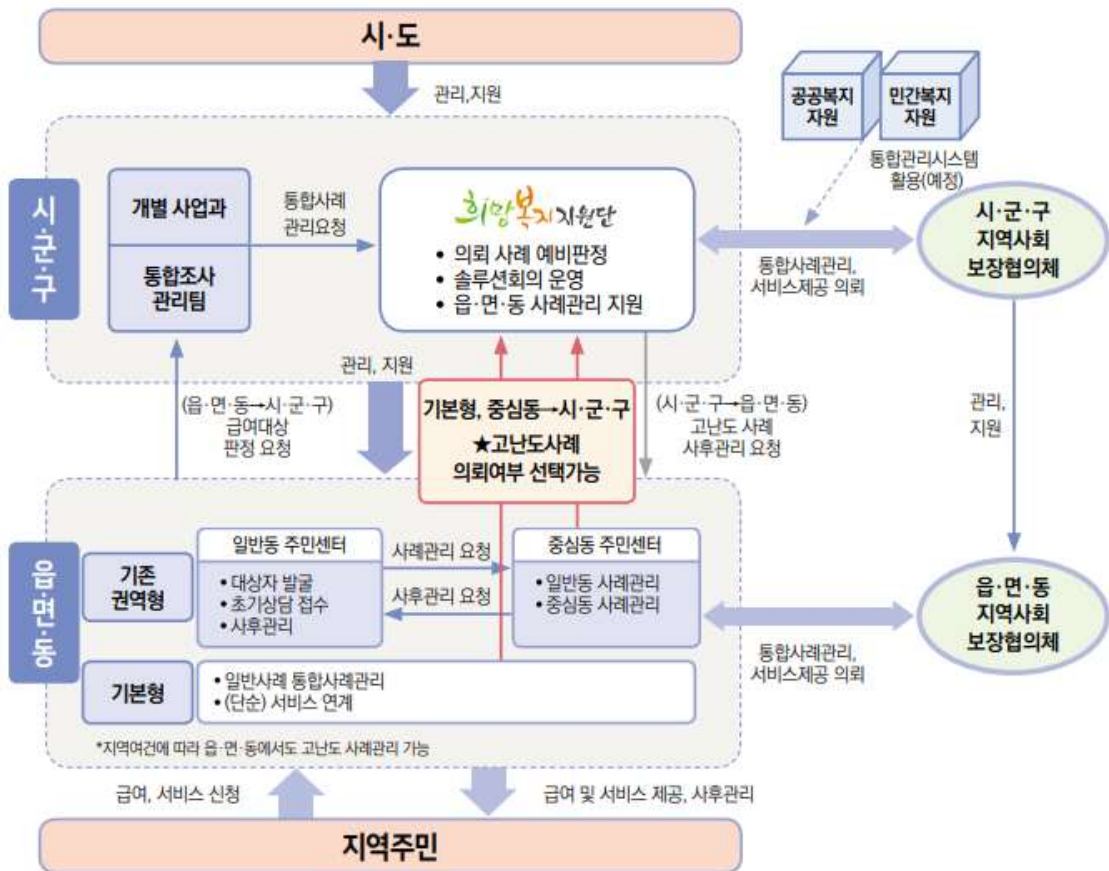 시·도
관리,지원
공공복지
자원
민간복지
자원
통합관리시스템
활용(예정)
시·군·구
개별 사업과
통합조사
관리팀
통합사례
관리요청
희망복지지원단
• 의뢰 사례 예비판정
• 솔루션회의 운영
• 읍·면·동 사례관리 지원
통합사례관리,
서비스제공 의뢰
시·군·구
지역사회
보장협의체
관리, 지원
(읍·면·동→시·군·구)
급여대상
판정 요청
기본형, 중심동→시·군·구
★고난도사례
의뢰여부 선택가능
(시·군·구→읍·면·동)
고난도 사례
사후관리 요청
관리,
지원
읍·면·동
기존
권역형
일반동 주민센터
• 대상자 발굴
• 초기상담 접수
• 사후관리
사례관리 요청
사후관리 요청
중심동 주민센터
• 일반동 사례관리
• 중심동 사례관리
통합사례관리,
서비스제공 의뢰
읍·면·동
지역사회
보장협의체
기본형
• 일반사례 통합사례관리
• (단순) 서비스 연계
*지역여건에 따라 읍·면·동에서도 고난도 사례관리 가능
급여, 서비스 신청
급여 및 서비스 제공, 사후관리
지역주민